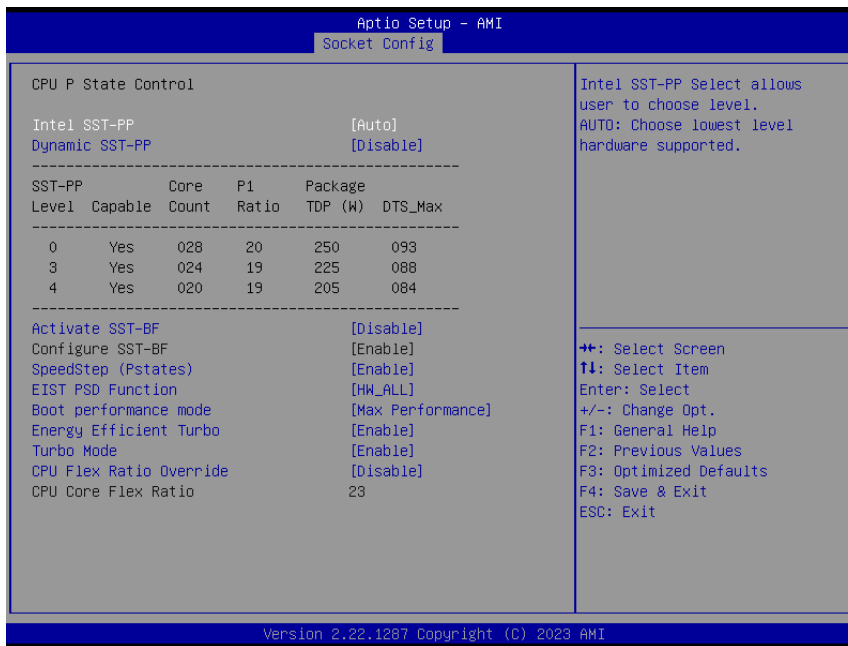 Aptio Setup – AMI
Socket Config
CPU P State Control
Intel SST-PP [Auto]
Dynamic SST-PP [Disable]
------------------------------------------------------
SST-PP Core P1 Package
Level Capable Count Ratio TDP (W) DTS_Max
------------------------------------------------------
0 Yes 028 20 250 093
3 Yes 024 19 225 088
4 Yes 020 19 205 084
------------------------------------------------------
Activate SST-BF [Disable]
Configure SST-BF [Enable]
SpeedStep (Pstates) [Enable]
EIST PSD Function [HW_ALL]
Boot performance mode [Max Performance]
Energy Efficient Turbo [Enable]
Turbo Mode [Enable]
CPU Flex Ratio Override [Disable]
CPU Core Flex Ratio 23
Intel SST-PP Select allows
user to choose level.
AUTO: Choose lowest level
hardware supported.
→←: Select Screen
↑↓: Select Item
Enter: Select
+/-: Change Opt.
F1: General Help
F2: Previous Values
F3: Optimized Defaults
F4: Save & Exit
ESC: Exit
Version 2.22.1287 Copyright (C) 2023 AMI